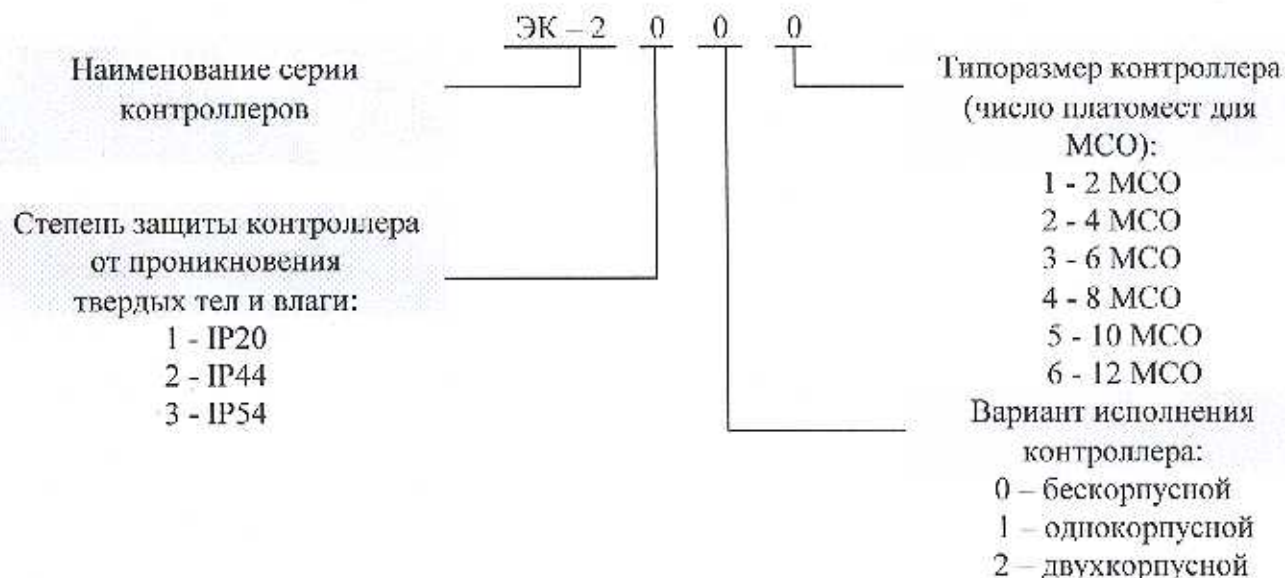 ЭК – 2 0 0 0
Наименование серии
контроллеров
Степень защиты контроллера
от проникновения
твердых тел и влаги:
1 - IP20
2 - IP44
3 - IP54
Типоразмер контроллера
(число платомест для
МСО):
1 - 2 МСО
2 - 4 МСО
3 - 6 МСО
4 - 8 МСО
5 - 10 МСО
6 - 12 МСО
Вариант исполнения
контроллера:
0 – бескорпусной
1 – однокорпусной
2 – двухкорпусной